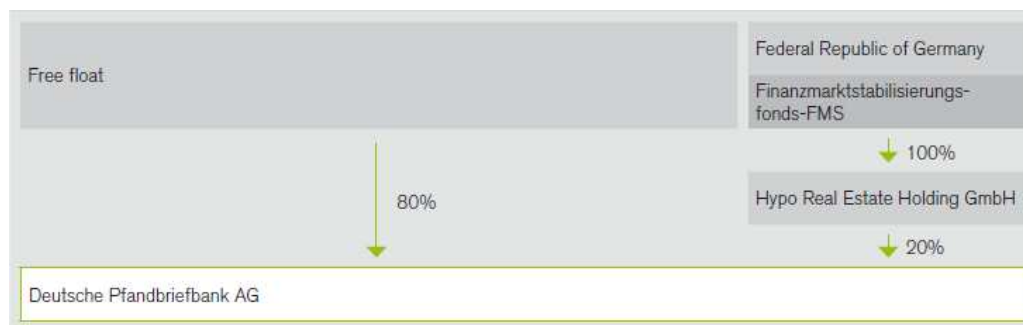 Free float
Federal Republic of Germany
Finanzmarktstabilisierungs-
fonds-FMS
100%
80%
Hypo Real Estate Holding GmbH
20%
Deutsche Pfandbriefbank AG